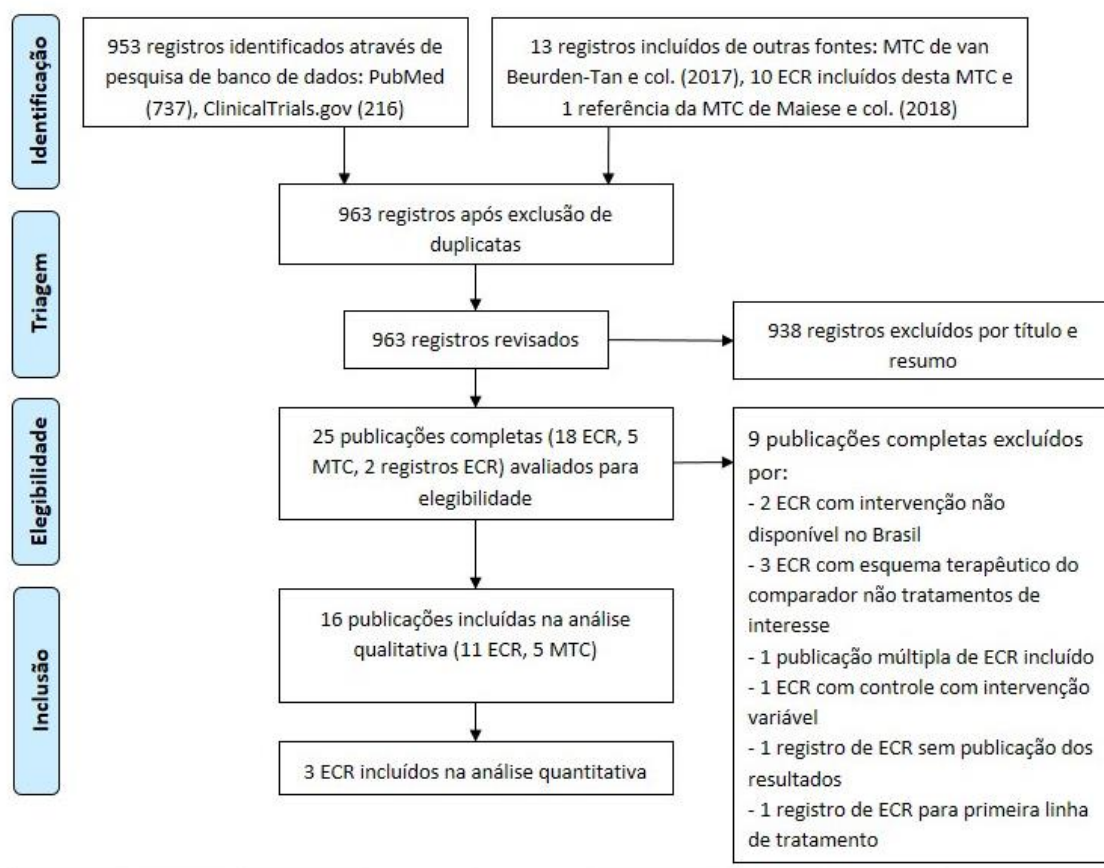 Identificação
953 registros identificados através de
pesquisa de banco de dados: PubMed
(737), ClinicalTrials.gov (216)
13 registros incluídos de outras fontes: MTC de van
Beurden-Tan e col. (2017), 10 ECR incluídos desta MTC e
1 referência da MTC de Maiese e col. (2018)
Triagem
963 registros após exclusão de
duplicatas
963 registros revisados
938 registros excluídos por título e
resumo
Elegibilidade
25 publicações completas (18 ECR, 5
MTC, 2 registros ECR) avaliados para
elegibilidade
9 publicações completas excluídos
por:
- 2 ECR com intervenção não
disponível no Brasil
- 3 ECR com esquema terapêutico do
comparador não tratamentos de
interesse
- 1 publicação múltipla de ECR incluído
- 1 ECR com controle com intervenção
variável
- 1 registro de ECR sem publicação dos
resultados
- 1 registro de ECR para primeira linha
de tratamento
Inclusão
16 publicações incluídas na análise
qualitativa (11 ECR, 5 MTC)
3 ECR incluídos na análise quantitativa